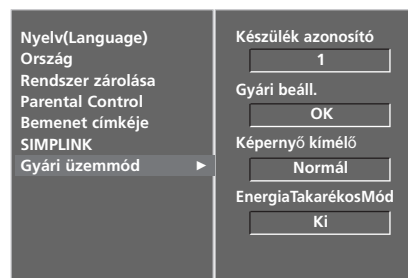 Nyelv(Language)
Ország
Rendszer zárolása
Parental Control
Bemenet címkéje
SIMPLINK
Gyári üzemmód ►
Készülék azonosító
1
Gyári beáll.
OK
Képernyő kímélő
Normál
EnergiaTakarékosMód
Ki